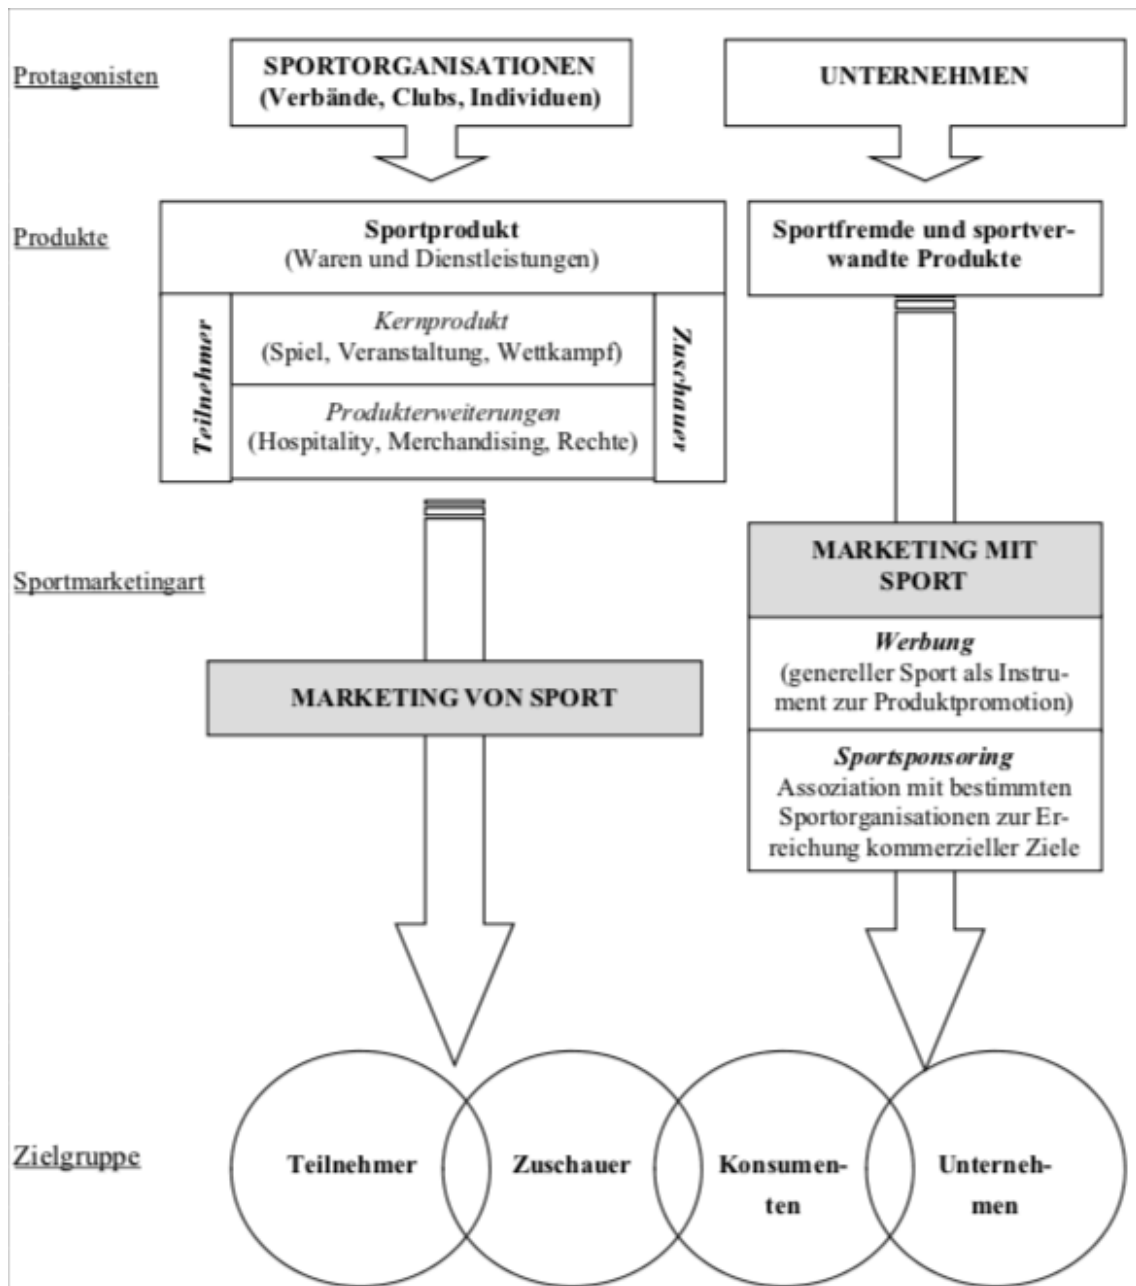 Protagonisten
SPORTORGANISATIONEN
(Verbände, Clubs, Individuen)
UNTERNEHMEN
Produkte
Sportprodukt
(Waren und Dienstleistungen)
Sportfremde und sportver-
wandte Produkte
Teilnehmer
Kernprodukt
(Spiel, Veranstaltung, Wettkampf)
Produkterweiterungen
(Hospitality, Merchandising, Rechte)
Zuschauer
Sportmarketingart
MARKETING VON SPORT
MARKETING MIT
SPORT
Werbung
(genereller Sport als Instru-
ment zur Produktpromotion)
Sportsponsoring
Assoziation mit bestimmten
Sportorganisationen zur Er-
reichung kommerzieller Ziele
Zielgruppe
Teilnehmer
Zuschauer
Konsumen-
ten
Unterneh-
men